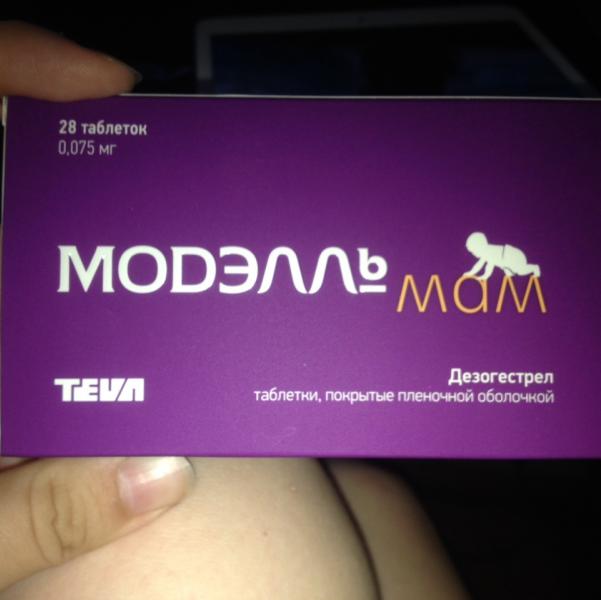 28 таблеток
0,075 мг
МОДЭЛЛЬ мам
TEVA
Дезогестрел
таблетки, покрытые пленочной оболочкой